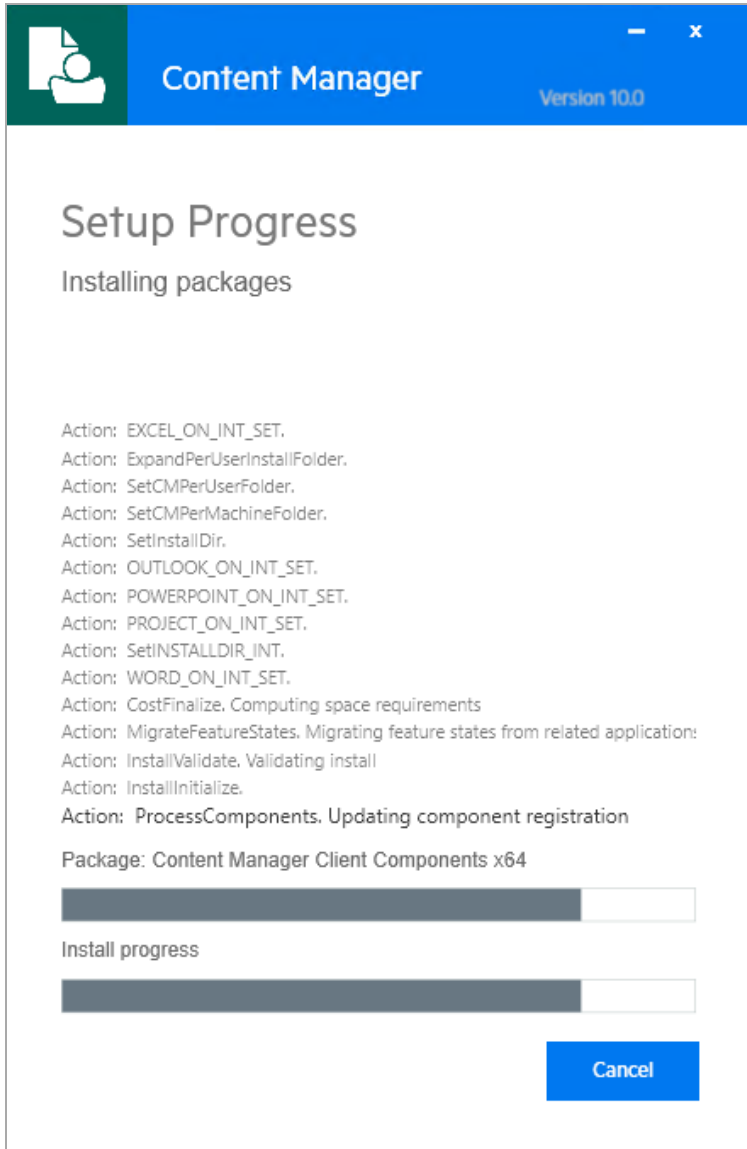 Content Manager
Version 10.0
Setup Progress
Installing packages
Action: EXCEL_ON_INT_SET.
Action: ExpandPerUserInstallFolder.
Action: SetCMPerUserFolder.
Action: SetCMPerMachineFolder.
Action: SetInstallDir.
Action: OUTLOOK_ON_INT_SET.
Action: POWERPOINT_ON_INT_SET.
Action: PROJECT_ON_INT_SET.
Action: SetINSTALLDIR_INT.
Action: WORD_ON_INT_SET.
Action: CostFinalize. Computing space requirements
Action: MigrateFeatureStates. Migrating feature states from related applications
Action: InstallValidate. Validating install
Action: InstallInitialize.
Action: ProcessComponents. Updating component registration
Package: Content Manager Client Components x64
Install progress
Cancel